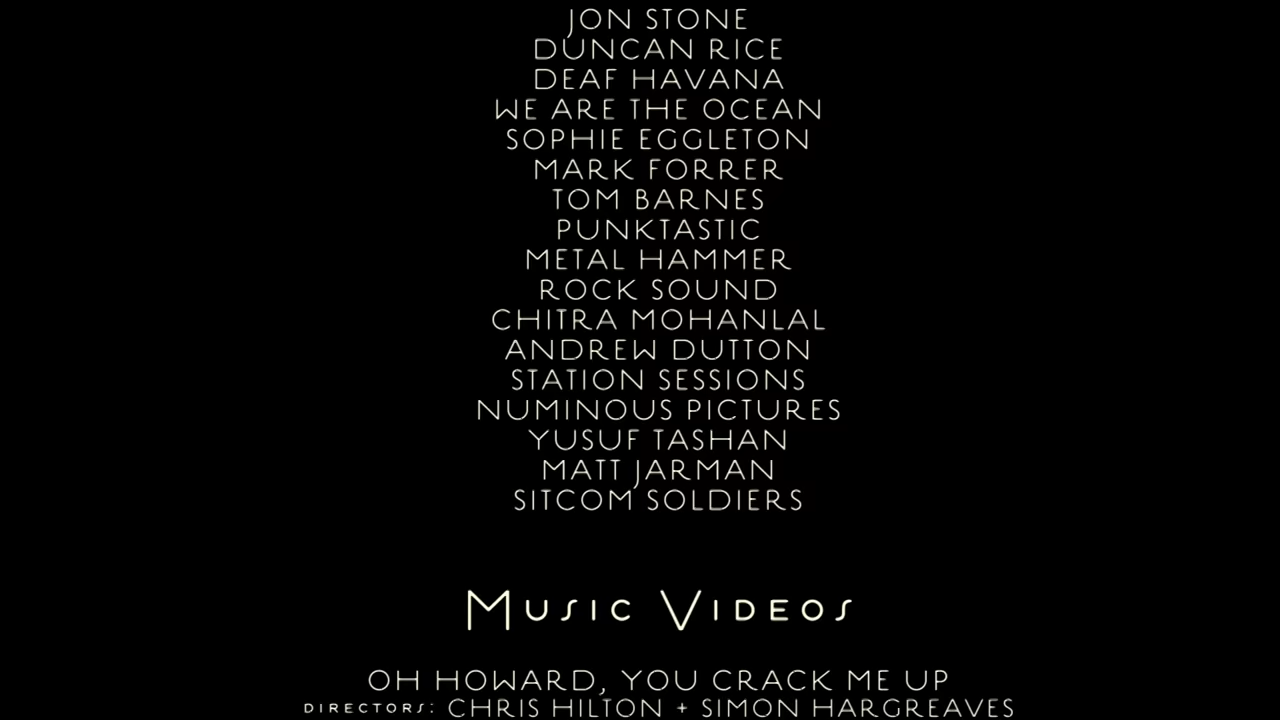 JON STONE
DUNCAN RICE
DEAF HAVANA
WE ARE THE OCEAN
SOPHIE EGGLETON
MARK FORRER
TOM BARNES
PUNKTASTIC
METAL HAMMER
ROCK SOUND
CHITRA MOHANLAL
ANDREW DUTTON
STATION SESSIONS
NUMINOUS PICTURES
YUSUF TASHAN
MATT JARMAN
SITCOM SOLDIERS
MUSIC VIDEOS
OH HOWARD, YOU CRACK ME UP
DIRECTORS: CHRIS HILTON + SIMON HARGREAVES